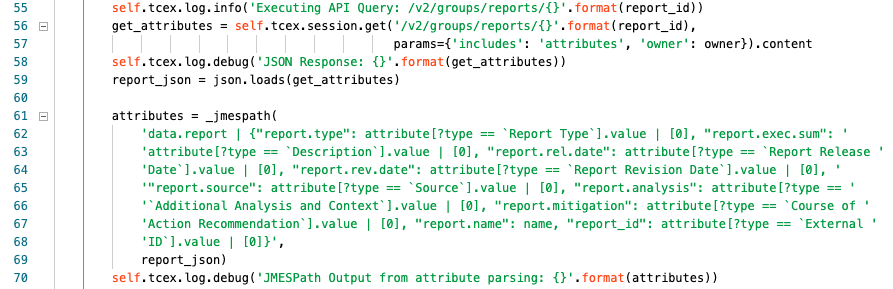 55 self.tcex.log.info('Executing API Query: /v2/groups/reports/{}'.format(report_id))
56 get_attributes = self.tcex.session.get('/v2/groups/reports/{}'.format(report_id),
57 params={'includes': 'attributes', 'owner': owner}).content
58 self.tcex.log.debug('JSON Response: {}'.format(get_attributes))
59 report_json = json.loads(get_attributes)
60
61 attributes = _jmespath(
62 'data.report | {"report.type": attribute[?type == `Report Type`].value | [0], "report.exec.sum": '
63 'attribute[?type == `Description`].value | [0], "report.rel.date": attribute[?type == `Report Release '
64 'Date`].value | [0], "report.rev.date": attribute[?type == `Report Revision Date`].value | [0], '
65 '"report.source": attribute[?type == `Source`].value | [0], "report.analysis": attribute[?type == '
66 '`Additional Analysis and Context`].value | [0], "report.mitigation": attribute[?type == `Course of '
67 'Action Recommendation`].value | [0], "report.name": name, "report_id": attribute[?type == `External '
68 'ID`].value | [0]}',
69 report_json)
70 self.tcex.log.debug('JMESPath Output from attribute parsing: {}'.format(attributes))